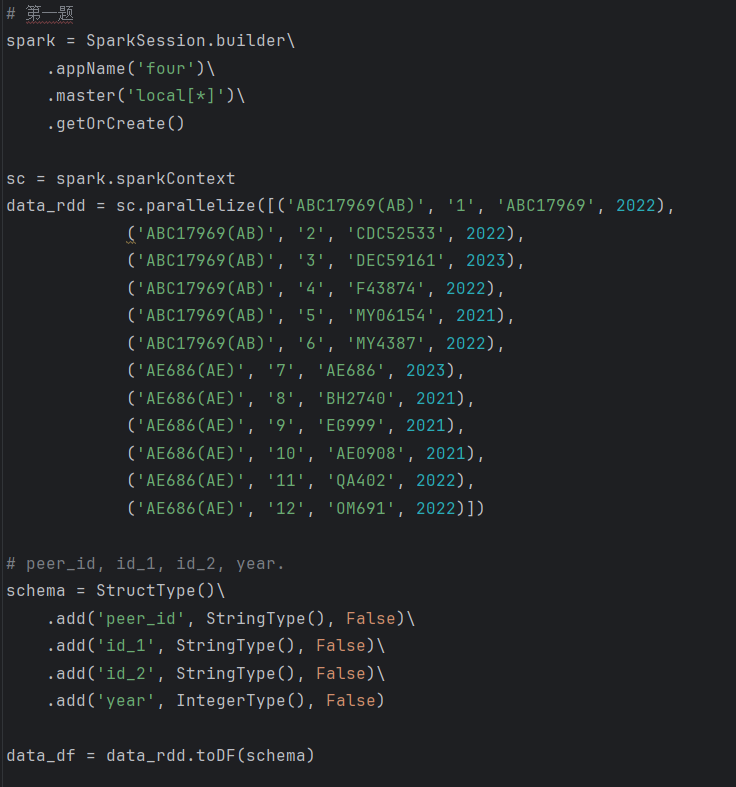 # 第一题
spark = SparkSession.builder\
    .appName('four')\
    .master('local[*]')\
    .getOrCreate()

sc = spark.sparkContext
data_rdd = sc.parallelize([('ABC17969(AB)', '1', 'ABC17969', 2022),
            ('ABC17969(AB)', '2', 'CDC52533', 2022),
            ('ABC17969(AB)', '3', 'DEC59161', 2023),
            ('ABC17969(AB)', '4', 'F43874', 2022),
            ('ABC17969(AB)', '5', 'MY06154', 2021),
            ('ABC17969(AB)', '6', 'MY4387', 2022),
            ('AE686(AE)', '7', 'AE686', 2023),
            ('AE686(AE)', '8', 'BH2740', 2021),
            ('AE686(AE)', '9', 'EG999', 2021),
            ('AE686(AE)', '10', 'AE0908', 2021),
            ('AE686(AE)', '11', 'QA402', 2022),
            ('AE686(AE)', '12', 'OM691', 2022)])

# peer_id, id_1, id_2, year.
schema = StructType()\
    .add('peer_id', StringType(), False)\
    .add('id_1', StringType(), False)\
    .add('id_2', StringType(), False)\
    .add('year', IntegerType(), False)

data_df = data_rdd.toDF(schema)